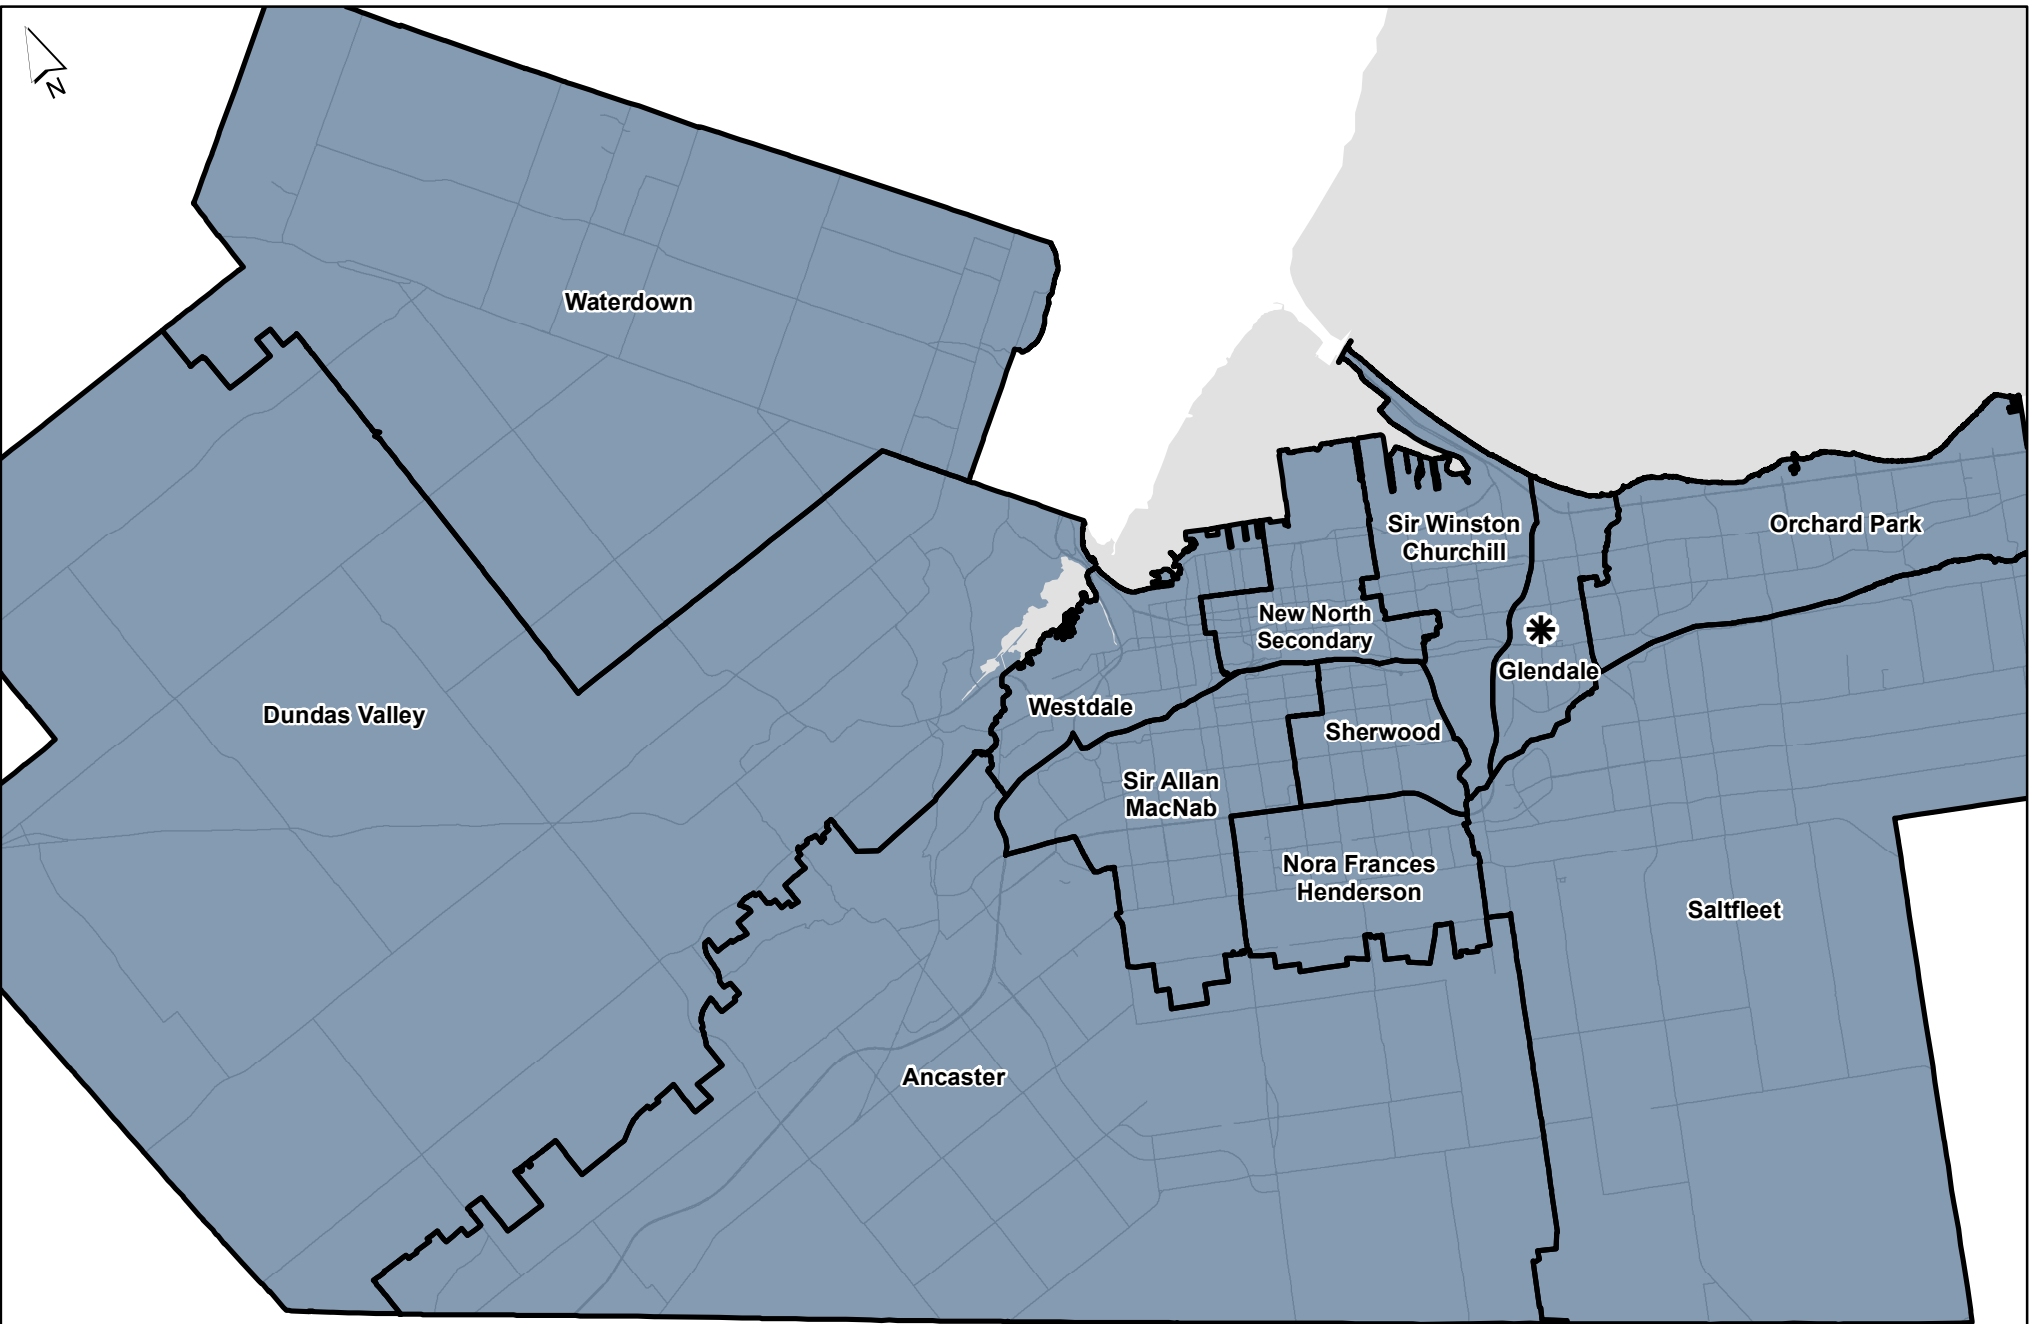 N
Waterdown
Sir Winston
Churchill
Orchard Park
New North
Secondary
Glendale
Westdale
Dundas Valley
Sherwood
Sir Allan
MacNab
Nora Frances
Henderson
Saltfleet
Ancaster